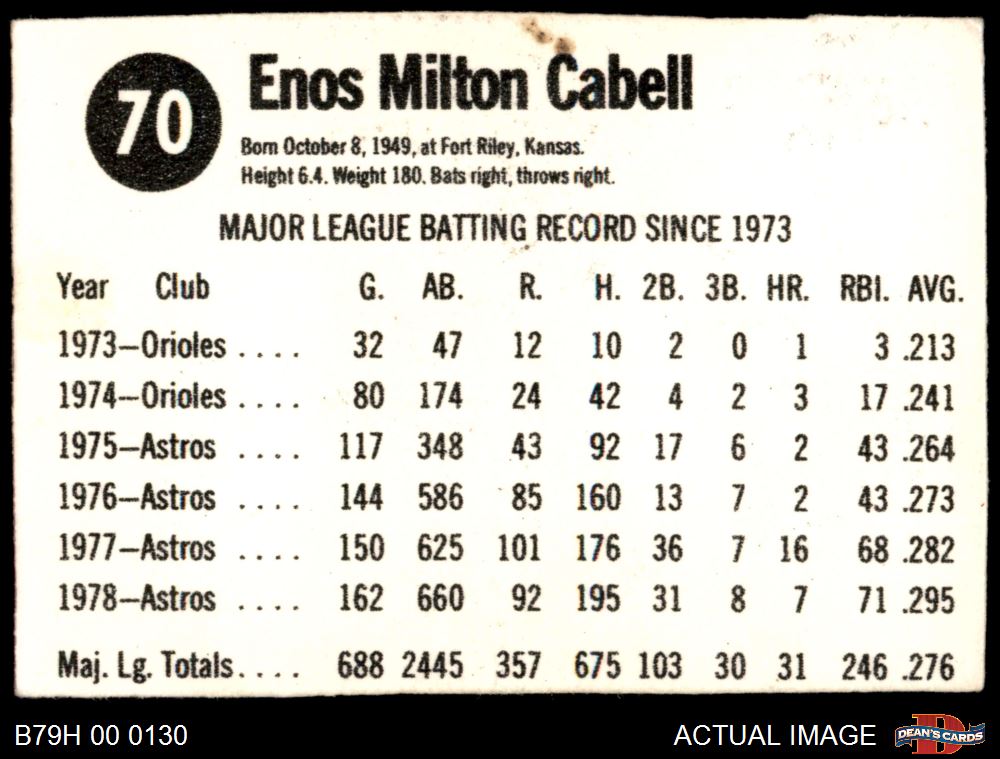 70
Enos Milton Cabell
Born October 8, 1949, at Fort Riley, Kansas.
Height 6.4. Weight 180. Bats right, throws right.
MAJOR LEAGUE BATTING RECORD SINCE 1973
Year Club G. AB. R. H. 2B. 3B. HR. RBI. AVG.
1973—Orioles .... 32 47 12 10 2 0 1 3 .213
1974—Orioles .... 80 174 24 42 4 2 3 17 .241
1975—Astros .... 117 348 43 92 17 6 2 43 .264
1976—Astros .... 144 586 85 160 13 7 2 43 .273
1977—Astros .... 150 625 101 176 36 7 16 68 .282
1978—Astros .... 162 660 92 195 31 8 7 71 .295
Maj. Lg. Totals.... 688 2445 357 675 103 30 31 246 .276
B79H 00 0130
ACTUAL IMAGE
D
DEAN'S CARDS